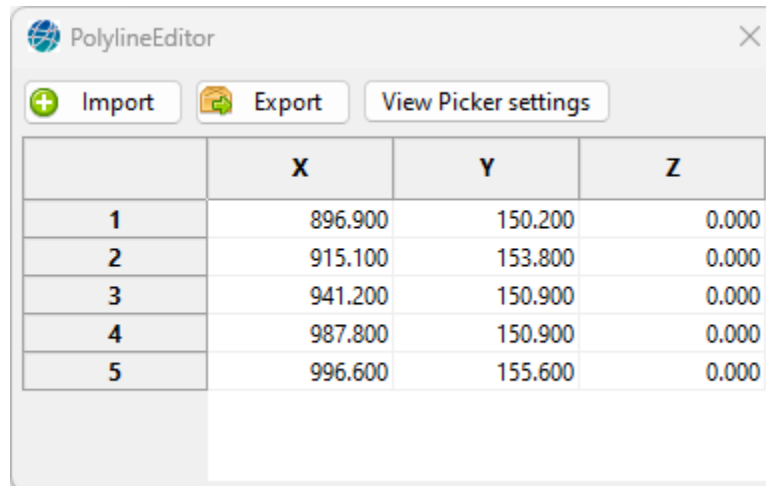 PolylineEditor
Import Export View Picker settings
X Y Z
1 896.900 150.200 0.000
2 915.100 153.800 0.000
3 941.200 150.900 0.000
4 987.800 150.900 0.000
5 996.600 155.600 0.000